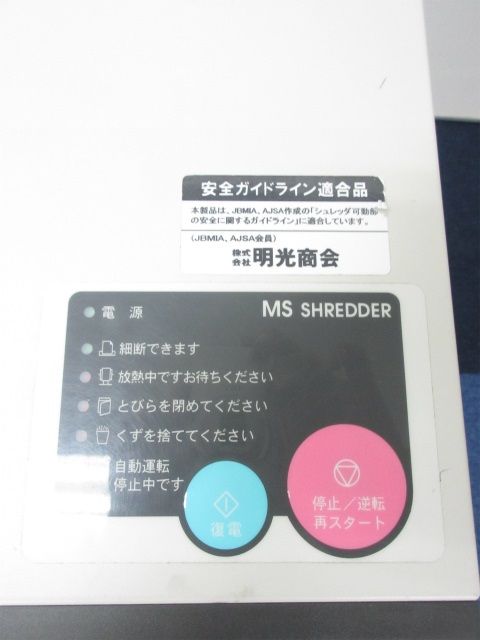 安全ガイドライン適合品
本製品は、JBMIA、AJSA作成の「シュレッダ可動部
の安全に関するガイドライン」に適合しています。
(JBMIA、AJSA会員)
株式会社 明光商会
電源
MS SHREDDER
細断できます
放熱中ですお待ちください
とびらを閉めてください
くずを捨ててください
自動運転
停止中です
復電
停止/逆転
再スタート